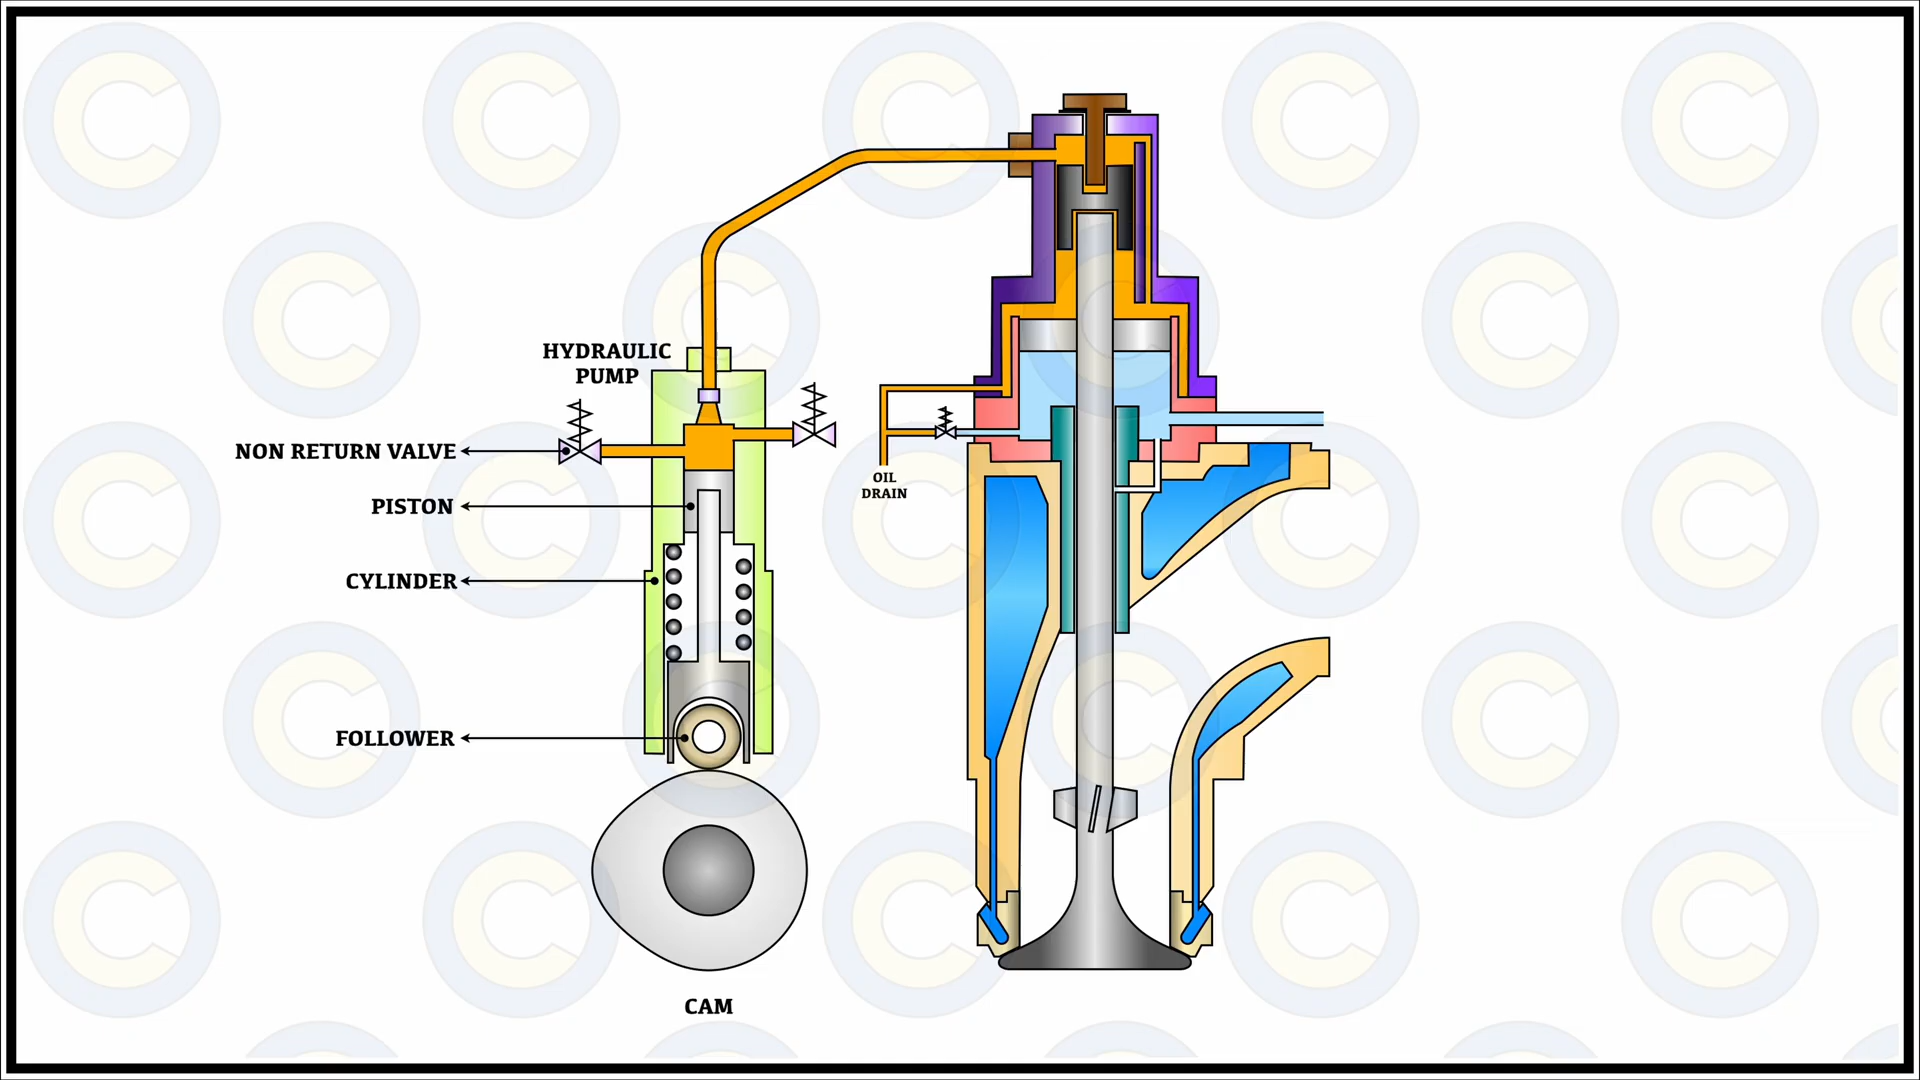 HYDRAULIC
PUMP
NON RETURN VALVE
PISTON
CYLINDER
FOLLOWER
CAM
OIL
DRAIN